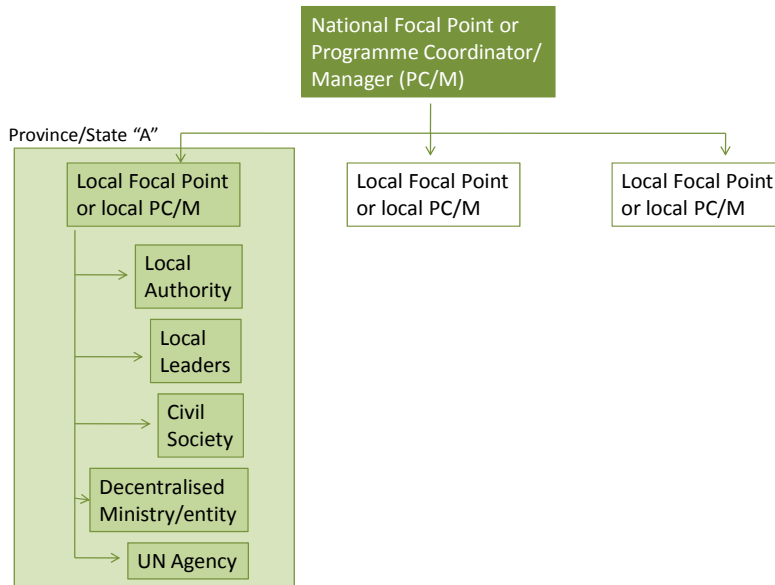 National Focal Point or
Programme Coordinator/
Manager (PC/M)
Province/State “A”
Local Focal Point
or local PC/M
Local Focal Point
or local PC/M
Local Focal Point
or local PC/M
Local
Authority
Local
Leaders
Civil
Society
Decentralised
Ministry/entity
UN Agency